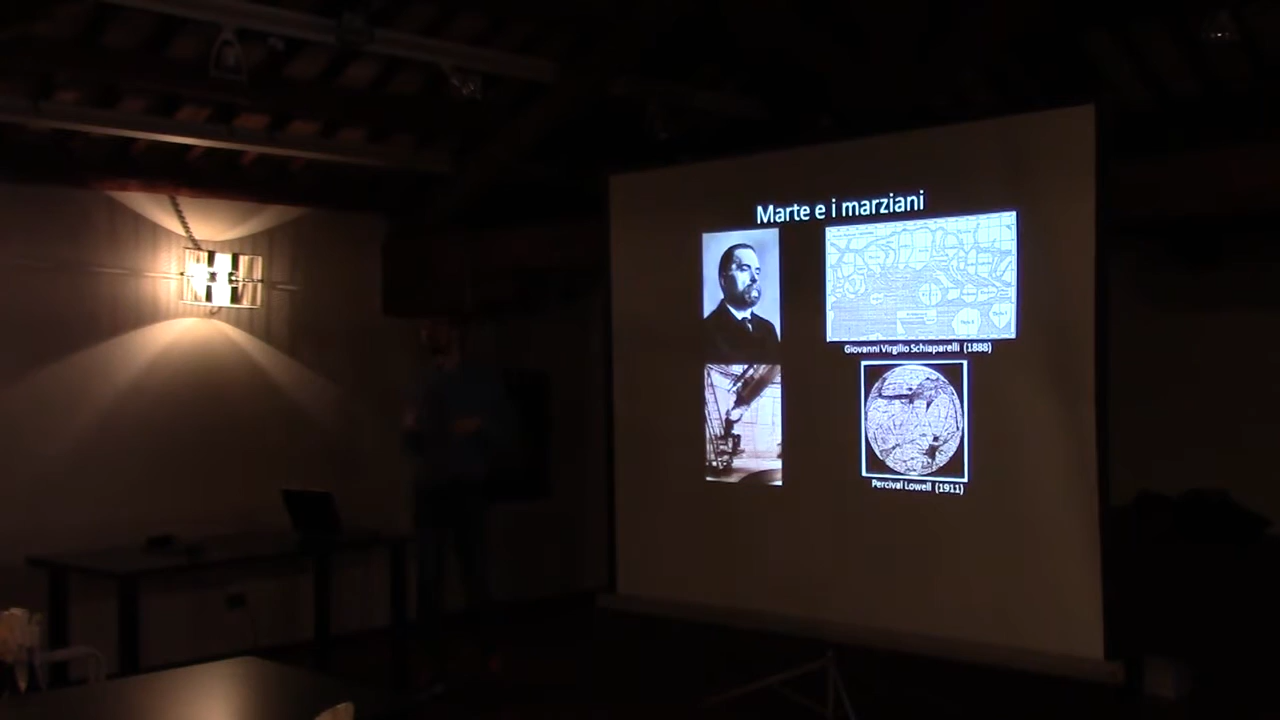 Marte e i marziani
Giovanni Virgilio Schiaparelli (1888)
Percival Lowell (1911)